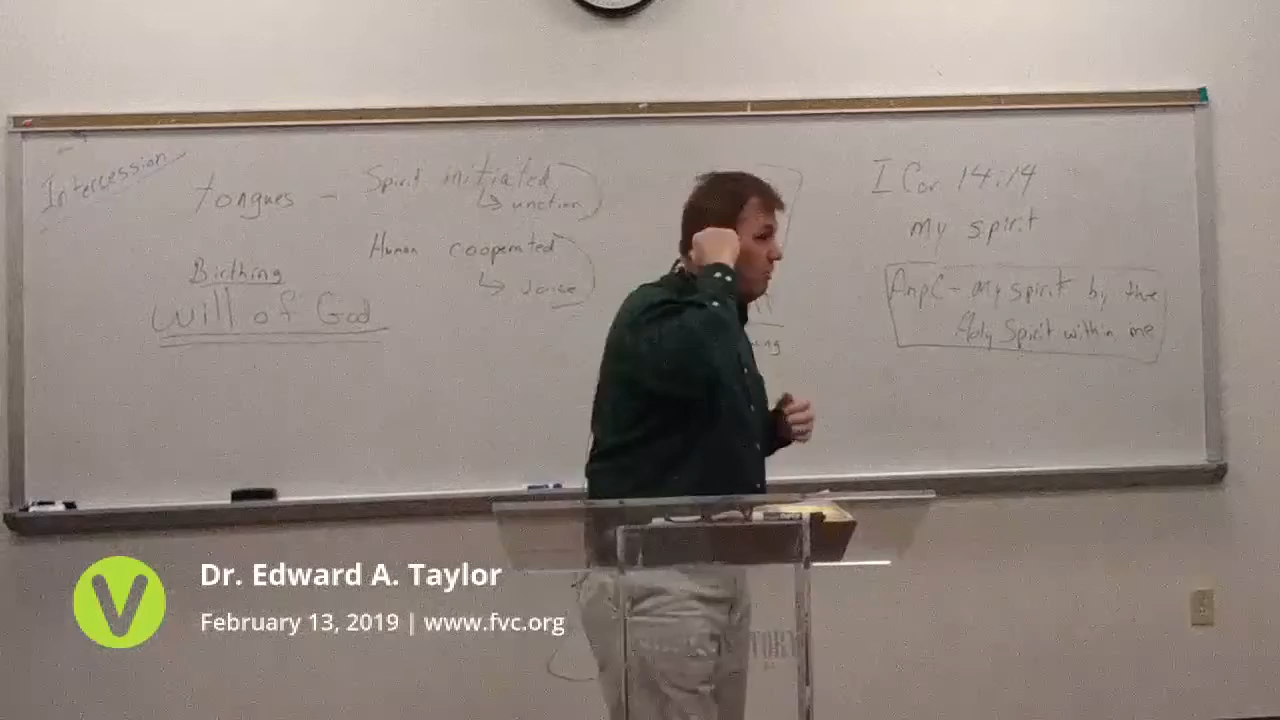 Intercession
tongues - Spirit initiated
↳ unction
Human cooperated
↳ voice
Birthing
Will of God
I Cor 14:14
my spirit
AmpC - my spirit by the
Holy Spirit within me
V
Dr. Edward A. Taylor
February 13, 2019 | www.fvc.org